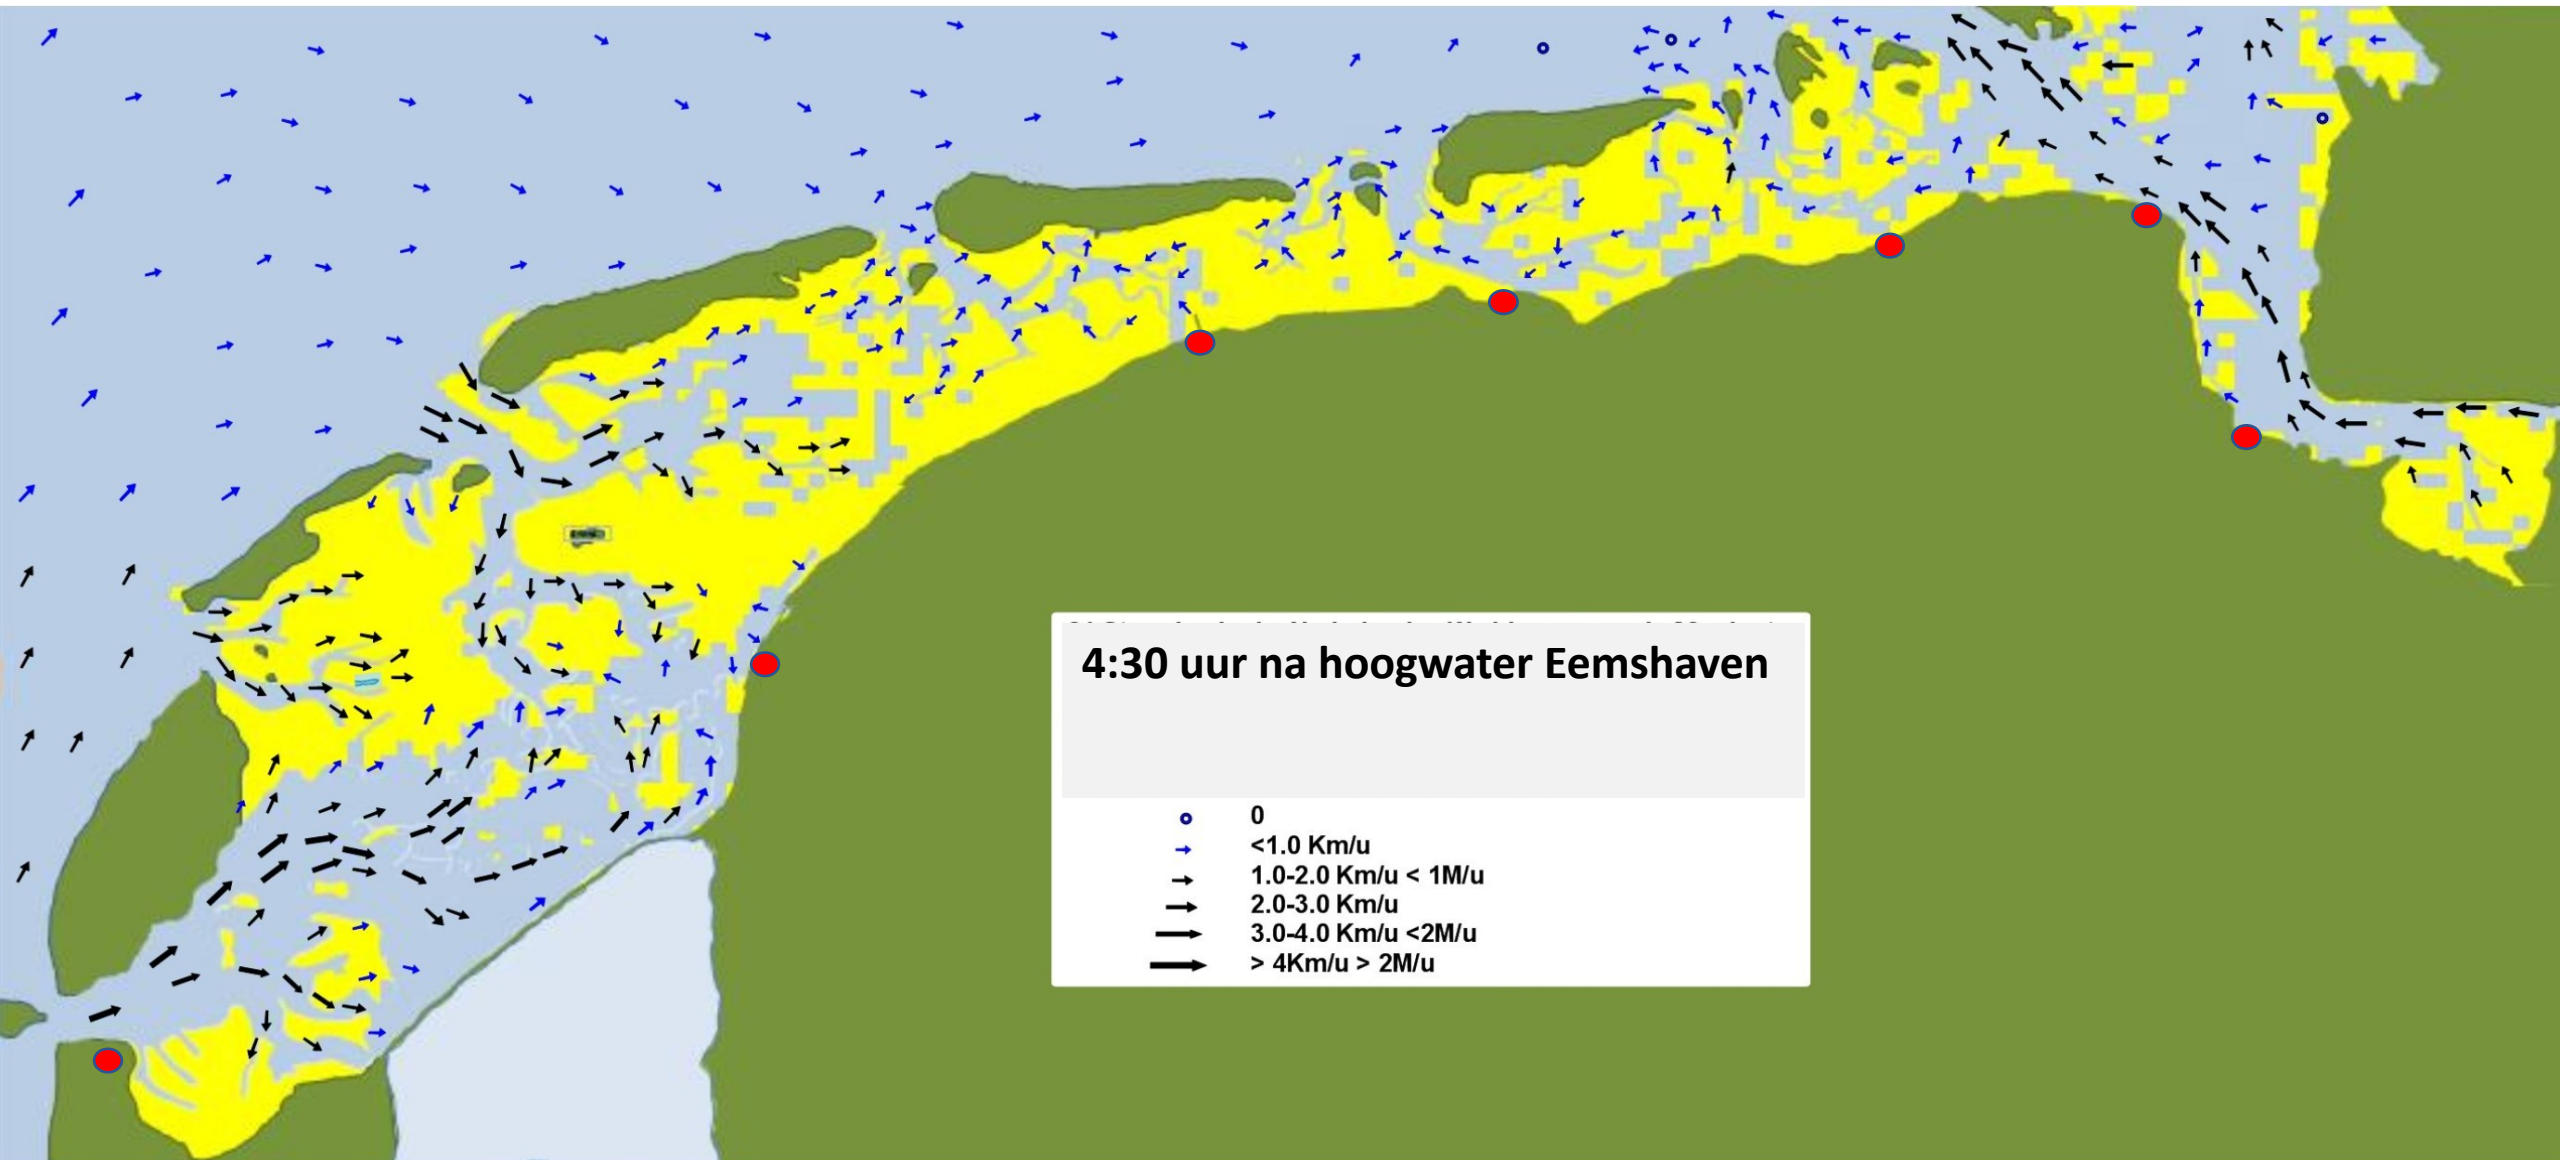 4:30 uur na hoogwater Eemshaven
0
<1.0 Km/u
1.0-2.0 Km/u < 1M/u
2.0-3.0 Km/u
3.0-4.0 Km/u <2M/u
> 4Km/u > 2M/u